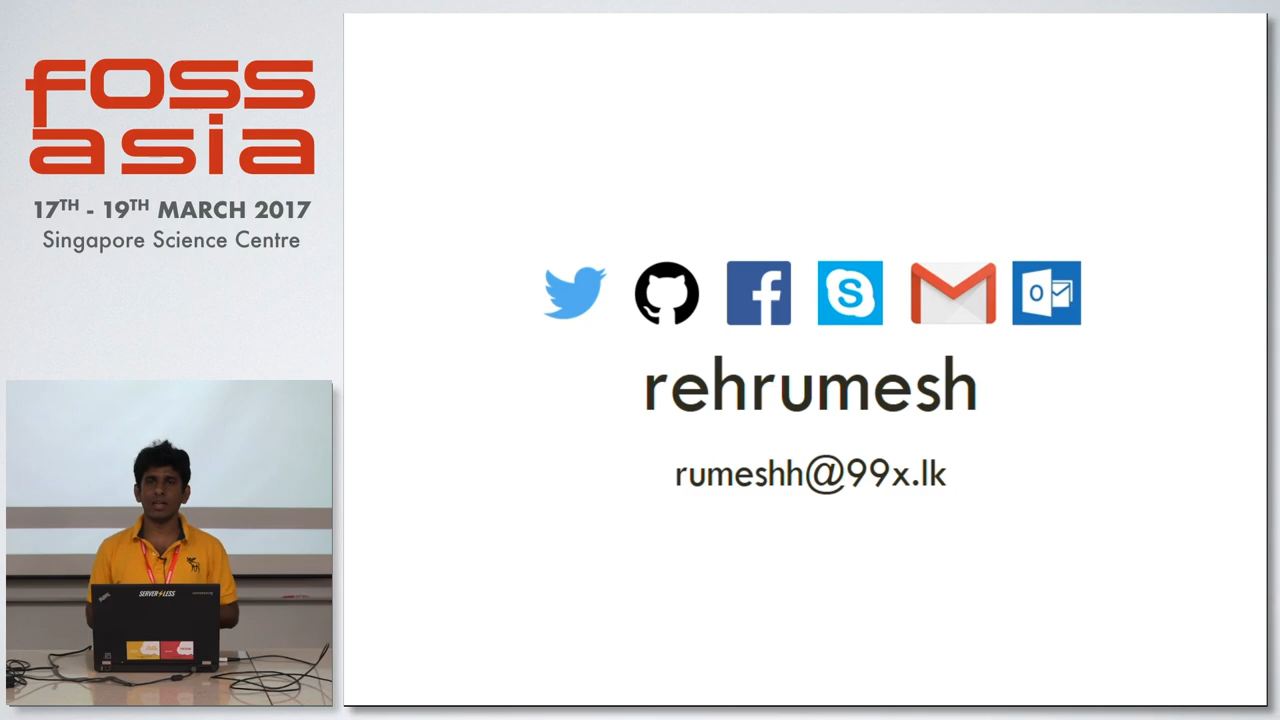 foss
asia
17TH - 19TH MARCH 2017
Singapore Science Centre
rehrumesh
rumeshh@99x.lk
SERVERLESS